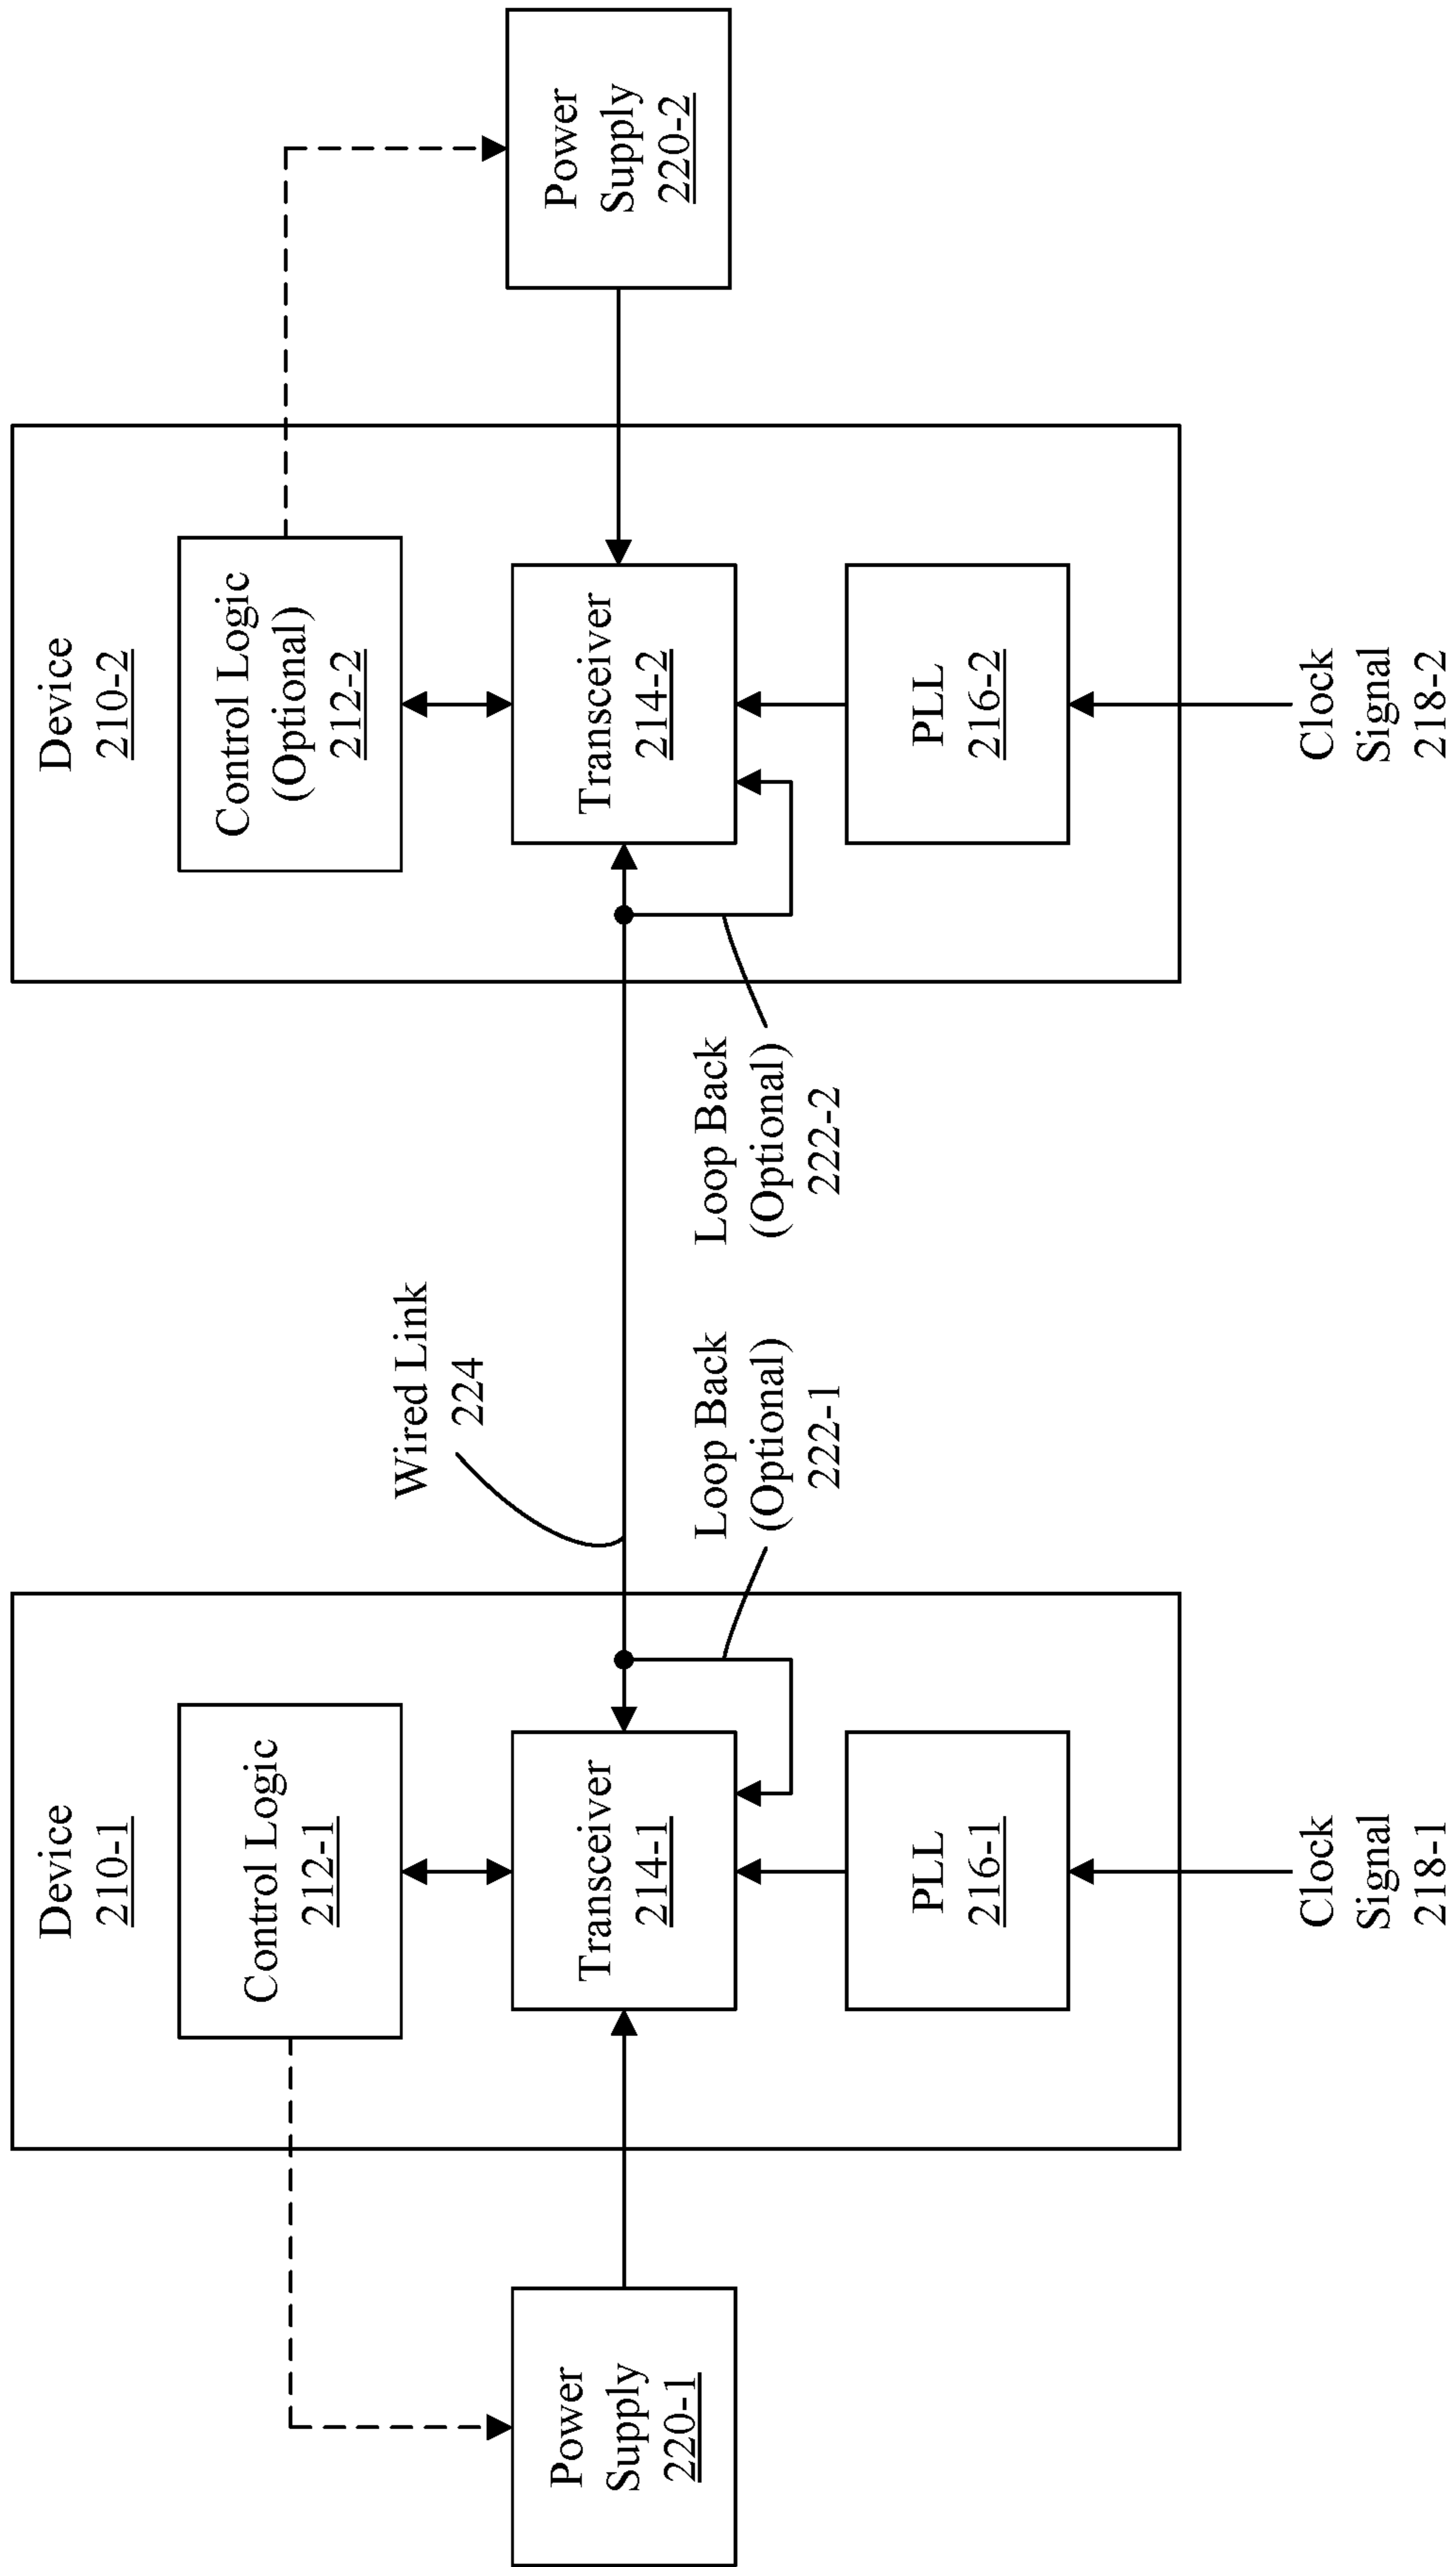 Device
210-1
Control Logic
212-1
Transceiver
214-1
PLL
216-1
Clock
Signal
218-1
Power
Supply
220-1
Wired Link
224
Loop Back
(Optional)
222-1
Loop Back
(Optional)
222-2
Device
210-2
Control Logic
(Optional)
212-2
Transceiver
214-2
PLL
216-2
Clock
Signal
218-2
Power
Supply
220-2